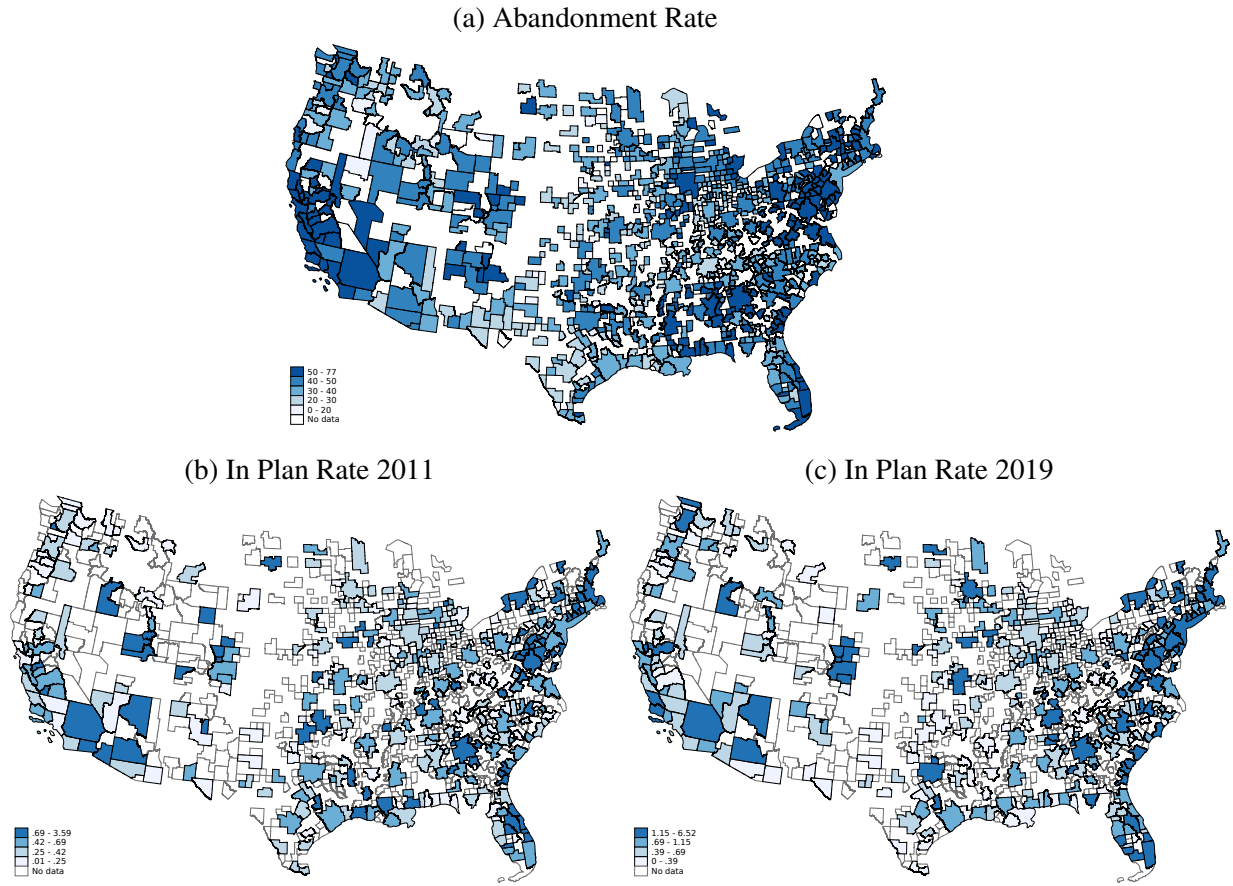 (a) Abandonment Rate
50 - 77
40 - 50
30 - 40
20 - 30
0 - 20
No data
(b) In Plan Rate 2011
(c) In Plan Rate 2019
.69 - 3.59
.42 - .69
.25 - .42
.01 - .25
No data
1.15 - 6.52
.69 - 1.15
.39 - .69
0 - .39
No data